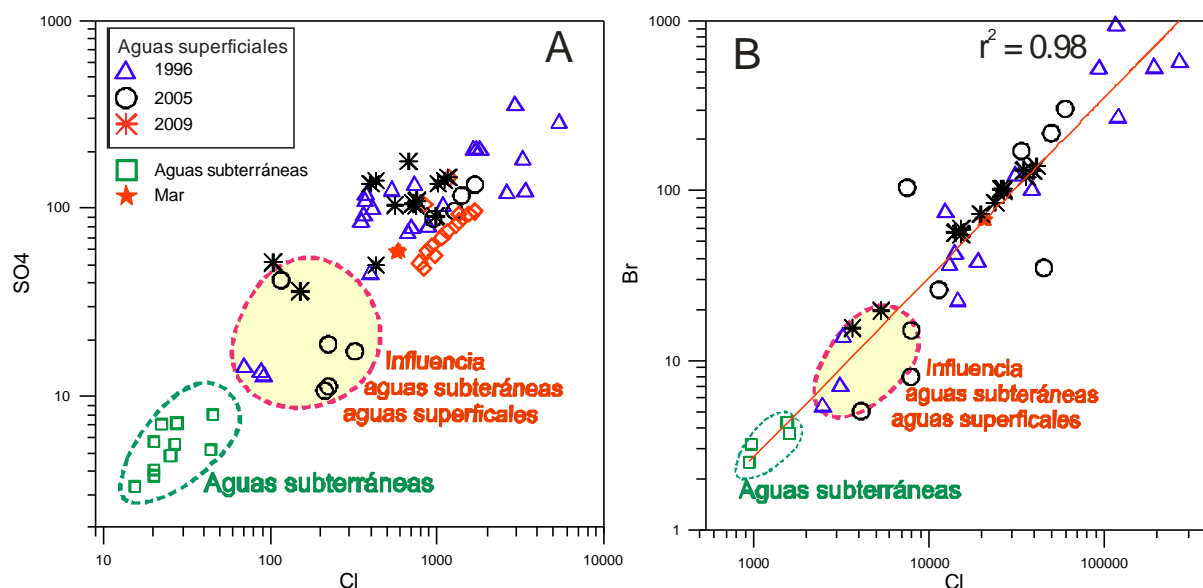 1000
100
10
SO4
10
100
1000
10000
Cl
A
Aguas superficiales
1996
2005
2009
Aguas subterráneas
Mar
Influencia
aguas subteráneas
aguas superficales
Aguas subterráneas
1000
100
10
1
Br
1000
10000
100000
Cl
B
r² = 0.98
Influencia
aguas subteráneas
aguas superficales
Aguas subterráneas